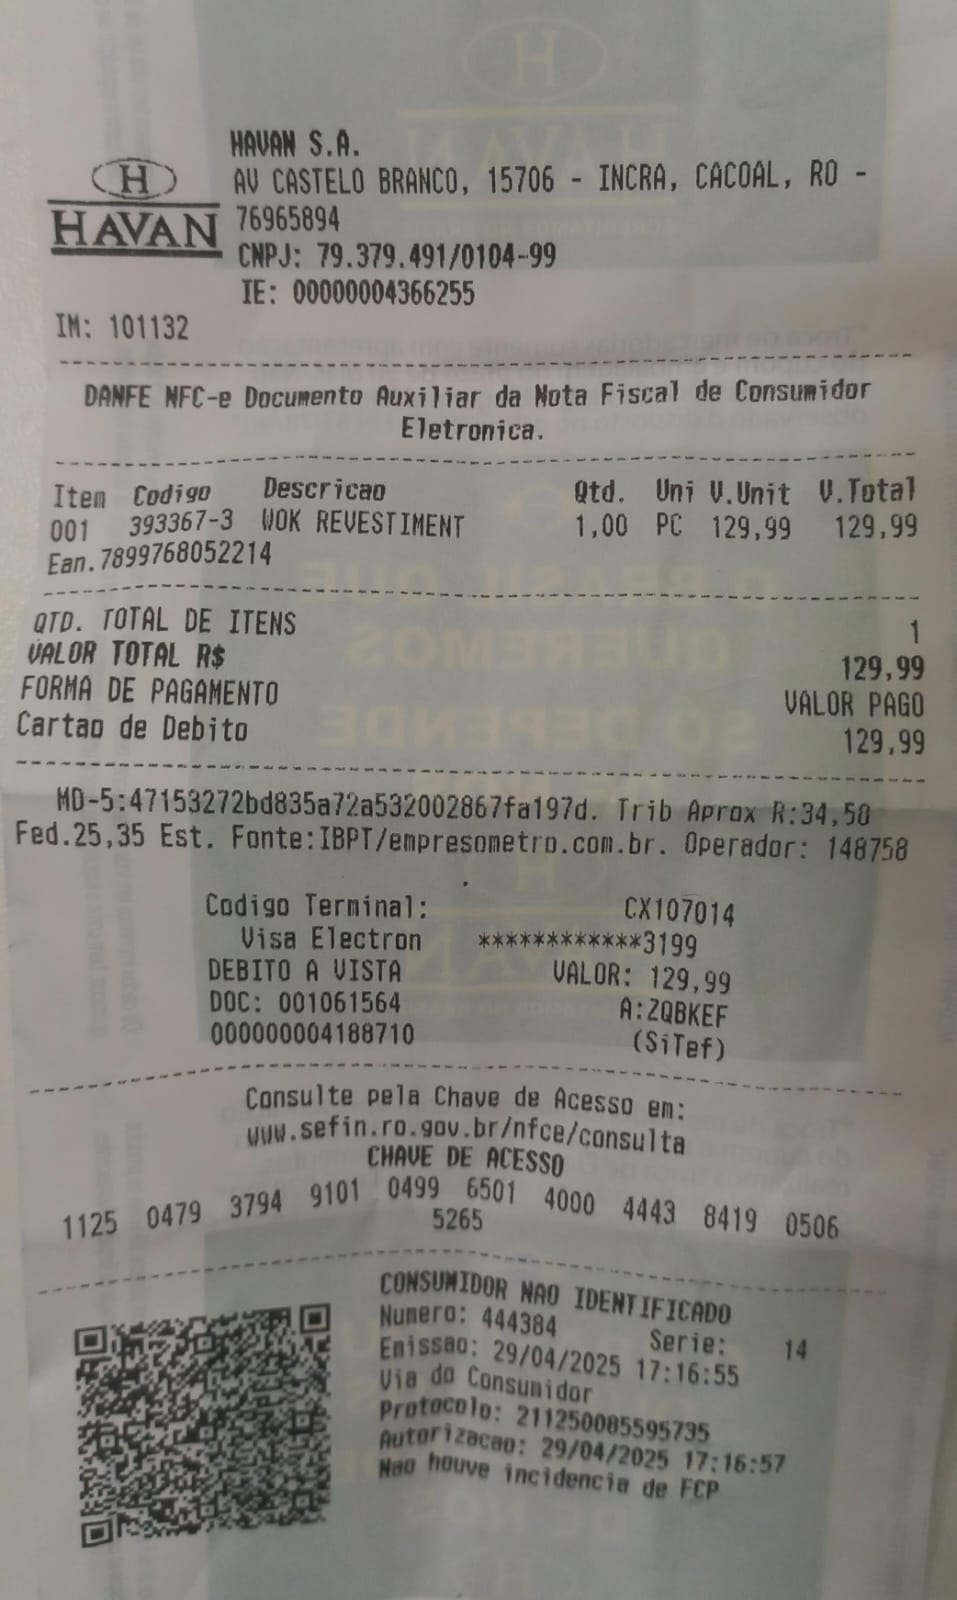 HAVAN S.A.
H
HAVAN
AV CASTELO BRANCO, 15706 - INCRA, CACOAL, RO -
76965894
CNPJ: 79.379.491/0104-99
IE: 00000004366255
IM: 101132
DANFE NFC-e Documento Auxiliar da Nota Fiscal de Consumidor
Eletronica.
Item Codigo Descricao Qtd. Uni V.Unit V.Total
001 393367-3 WOK REVESTIMENT 1,00 PC 129,99 129,99
Ean.7899768052214
QTD. TOTAL DE ITENS 1
VALOR TOTAL R$ 129,99
FORMA DE PAGAMENTO VALOR PAGO
Cartao de Debito 129,99
MD-5:47153272bd835a72a532002867fa197d. Trib Aprox R:34,58
Fed.25,35 Est. Fonte:IBPT/empresometro.com.br. Operador: 148758
Codigo Terminal: CX107014
Visa Electron ************3199
DEBITO A VISTA VALOR: 129,99
DOC: 001061564 A:ZQBKEF
000000004188710 (SiTef)
Consulte pela Chave de Acesso em:
www.sefin.ro.gov.br/nfce/consulta
CHAVE DE ACESSO
1125 0479 3794 9101 0499 6501 4000 4443 8419 0506
5265
CONSUMIDOR NAO IDENTIFICADO
Numero: 444384 Serie: 14
Emissao: 29/04/2025 17:16:55
Via do Consumidor
Protocolo: 211250085595735
Autorizacao: 29/04/2025 17:16:57
Nao houve incidencia de FCP